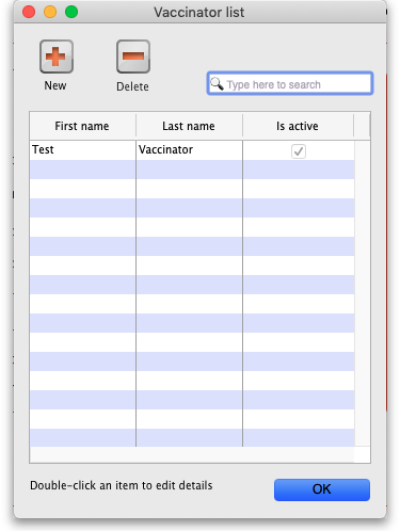 Vaccinator list
New
Delete
Type here to search
First name Last name Is active
Test Vaccinator
Double-click an item to edit details
OK